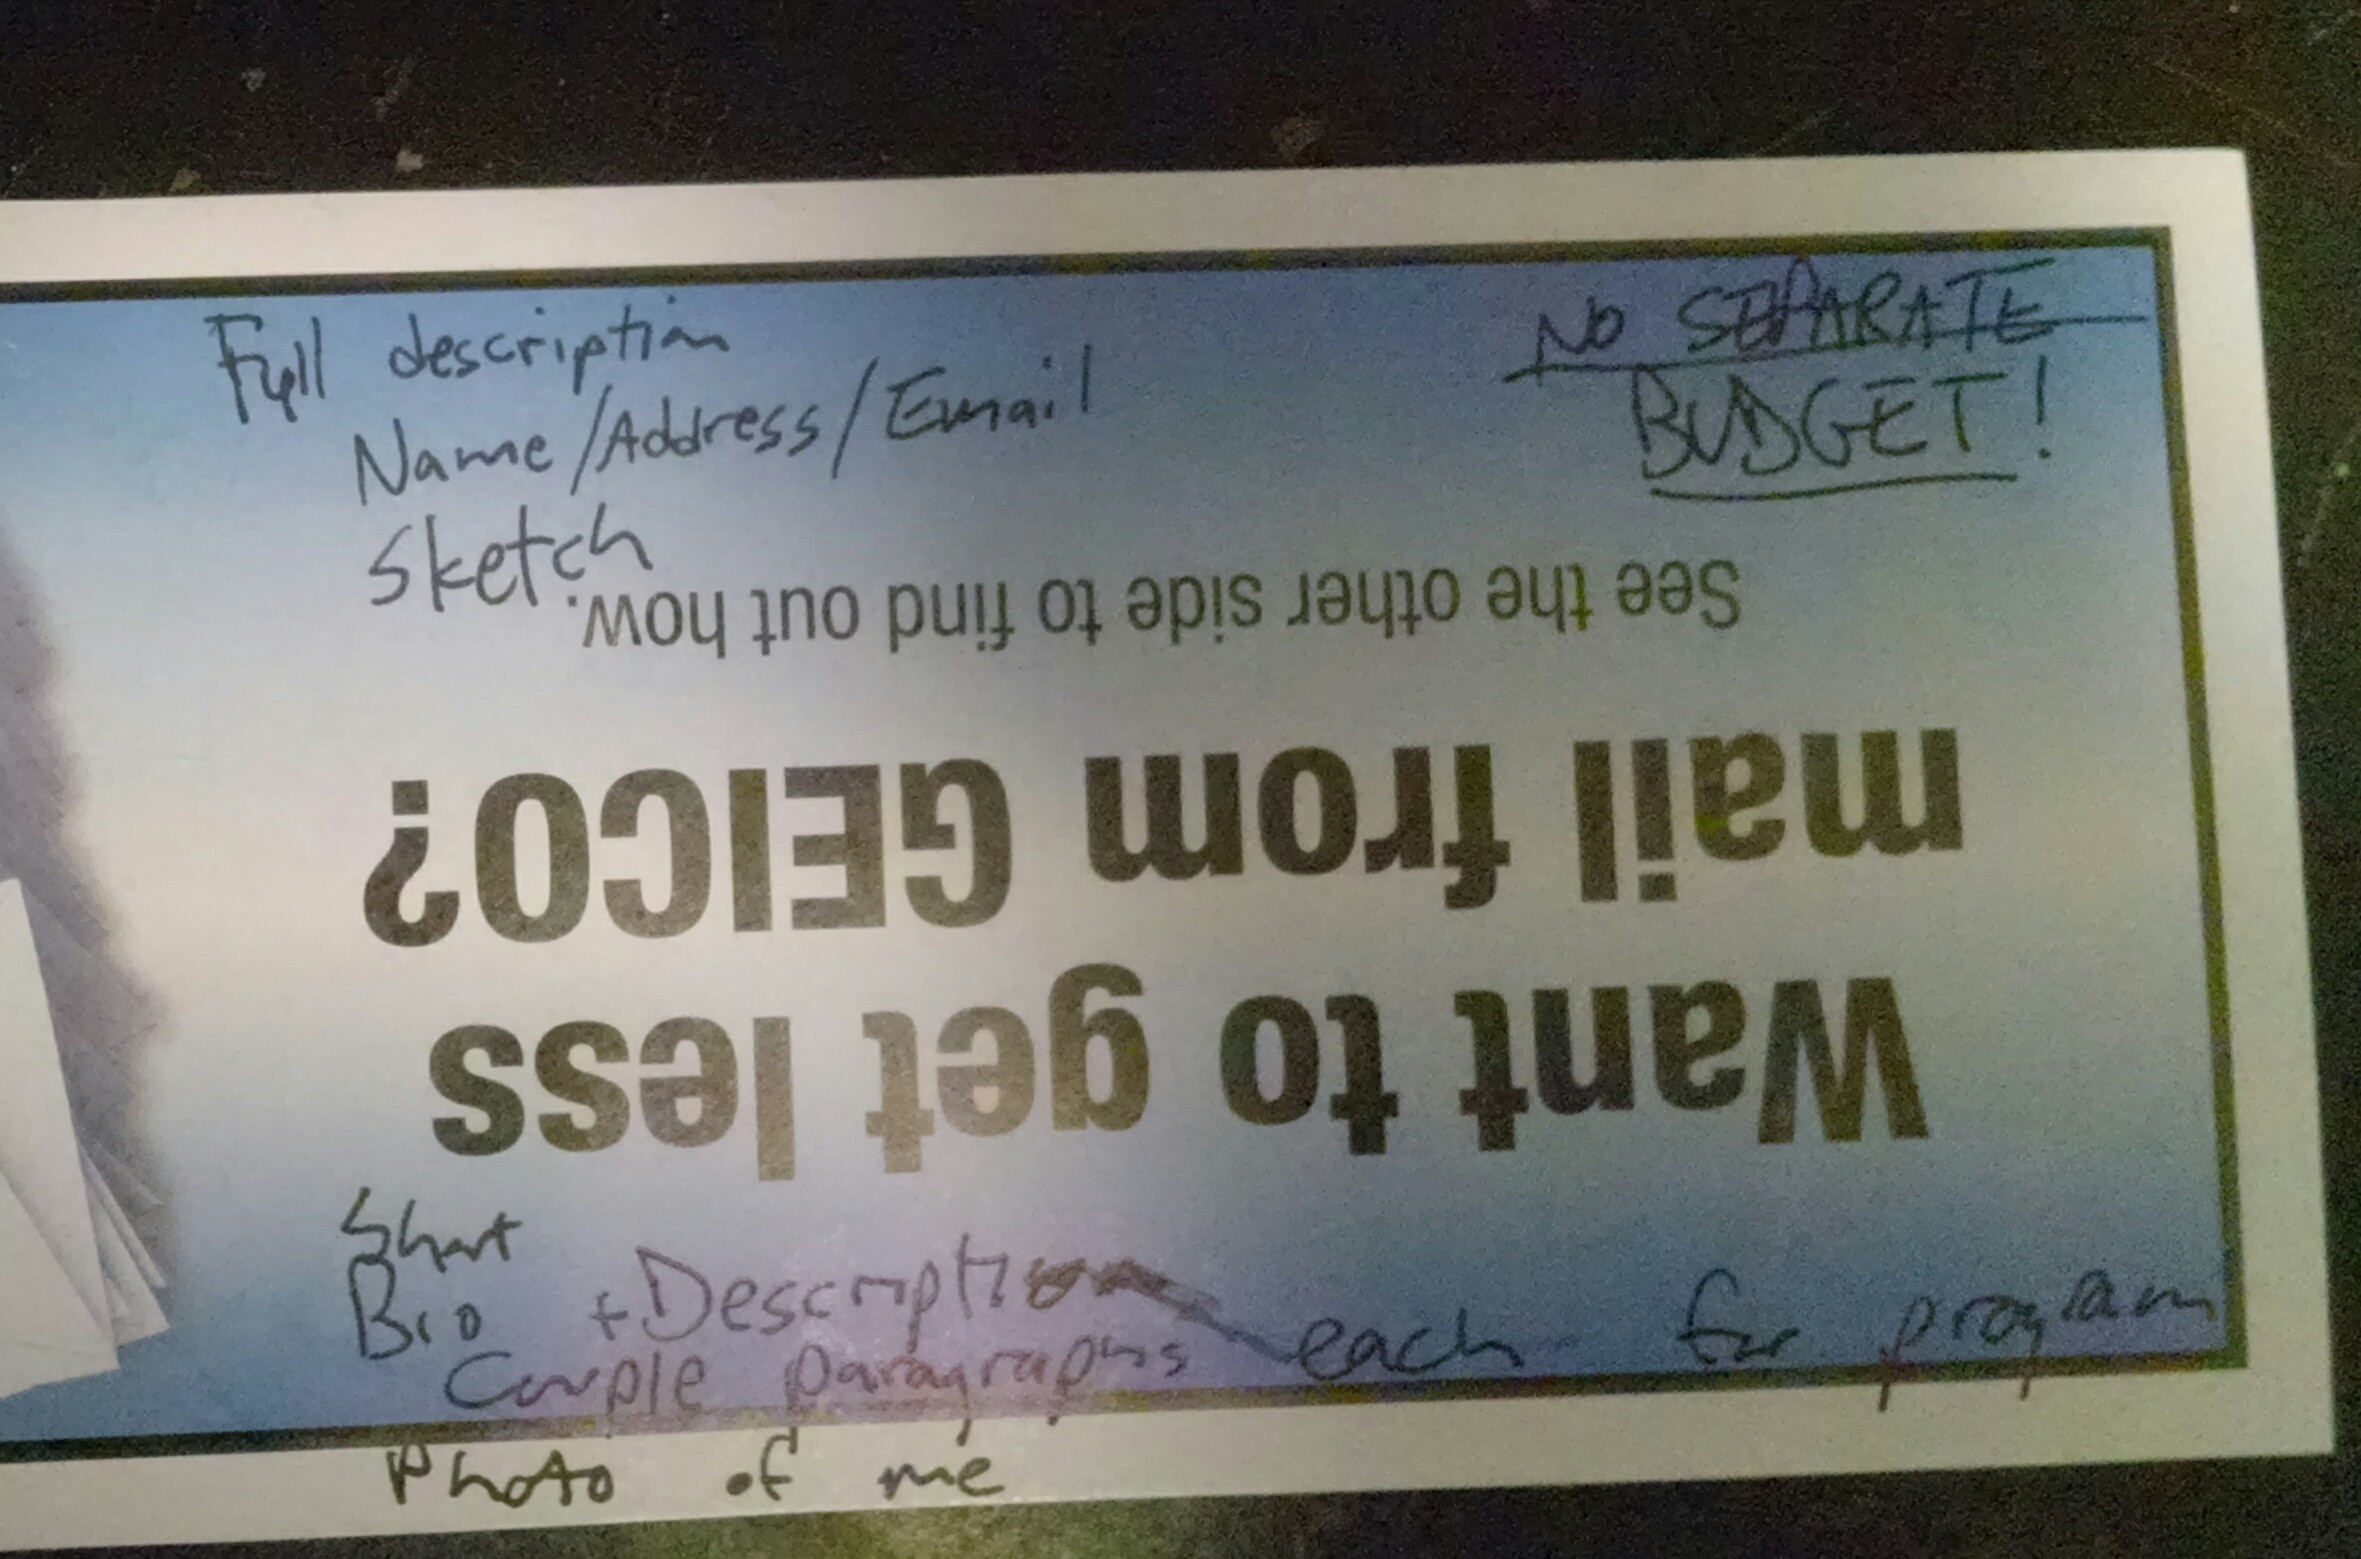 Full description
Name/Address/Email
Sketch
NO SEPARATE
BUDGET!
Want to get less
mail from GEICO?
See the other side to find out how.
Short
Bio + Description each for program
Couple paragraphs
Photo of me